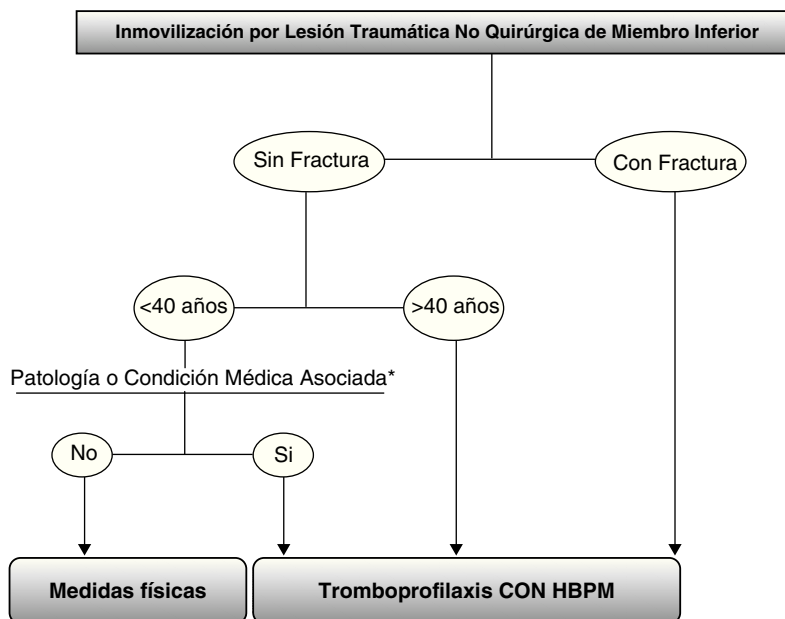 Inmovilización por Lesión Traumática No Quirúrgica de Miembro Inferior
Sin Fractura
Con Fractura
<40 años
>40 años
Patología o Condición Médica Asociada*
No
Si
Medidas físicas
Tromboprofilaxis CON HBPM